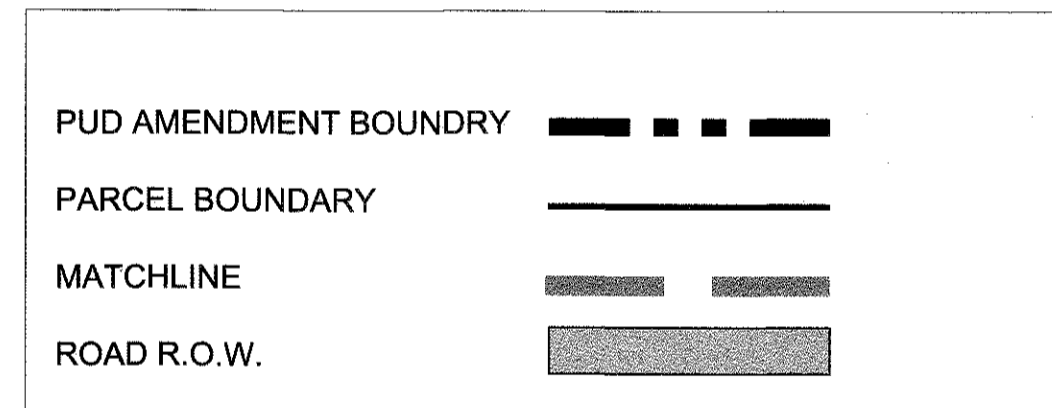 PUD AMENDMENT BOUNDRY
PARCEL BOUNDARY
MATCHLINE
ROAD R.O.W.